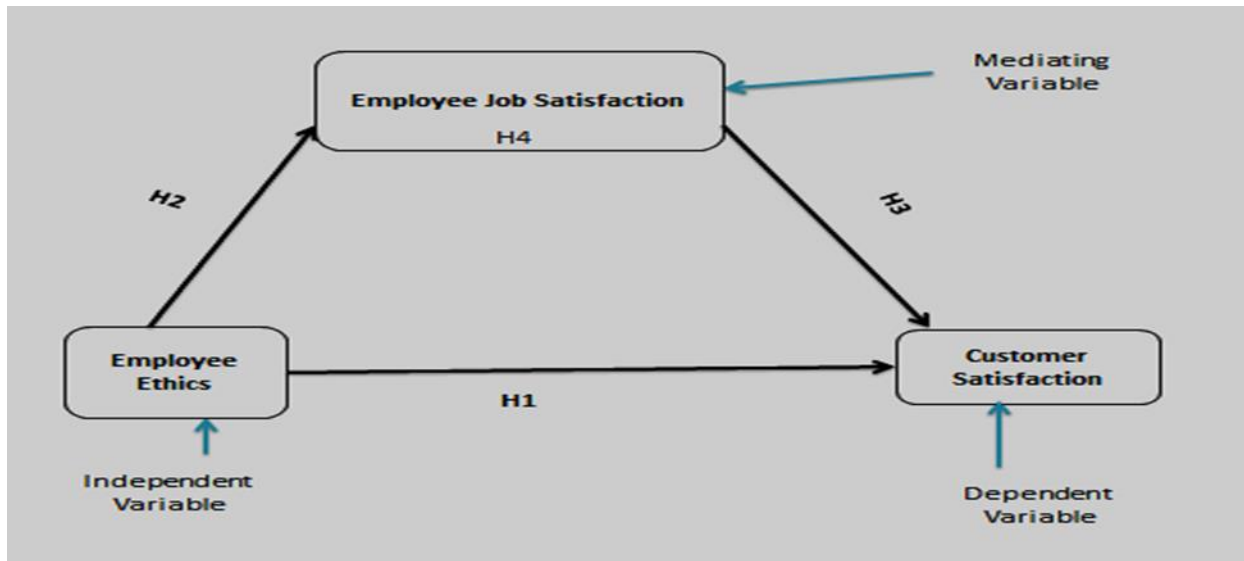 Mediating
Variable
Employee Job Satisfaction
H4
H2
H3
Employee
Ethics
Customer
Satisfaction
H1
Independent
Variable
Dependent
Variable